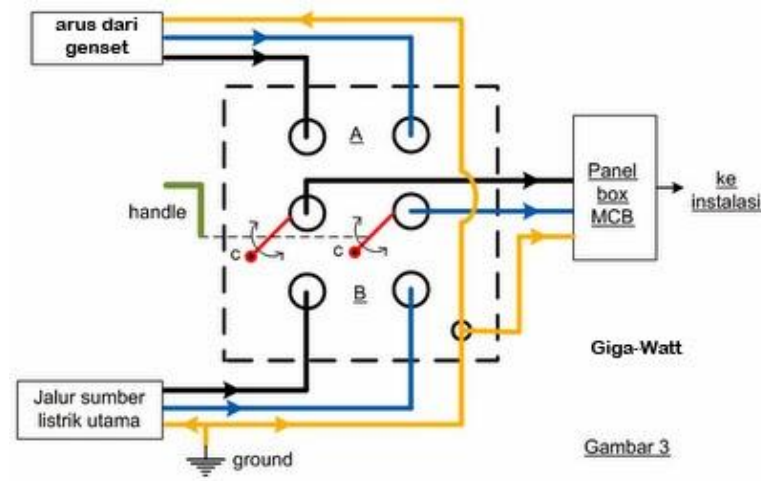 arus dari
genset
A
Panel
box
MCB
ke
instalasi
handle
C
C
B
Giga-Watt
Jalur sumber
listrik utama
ground
Gambar 3